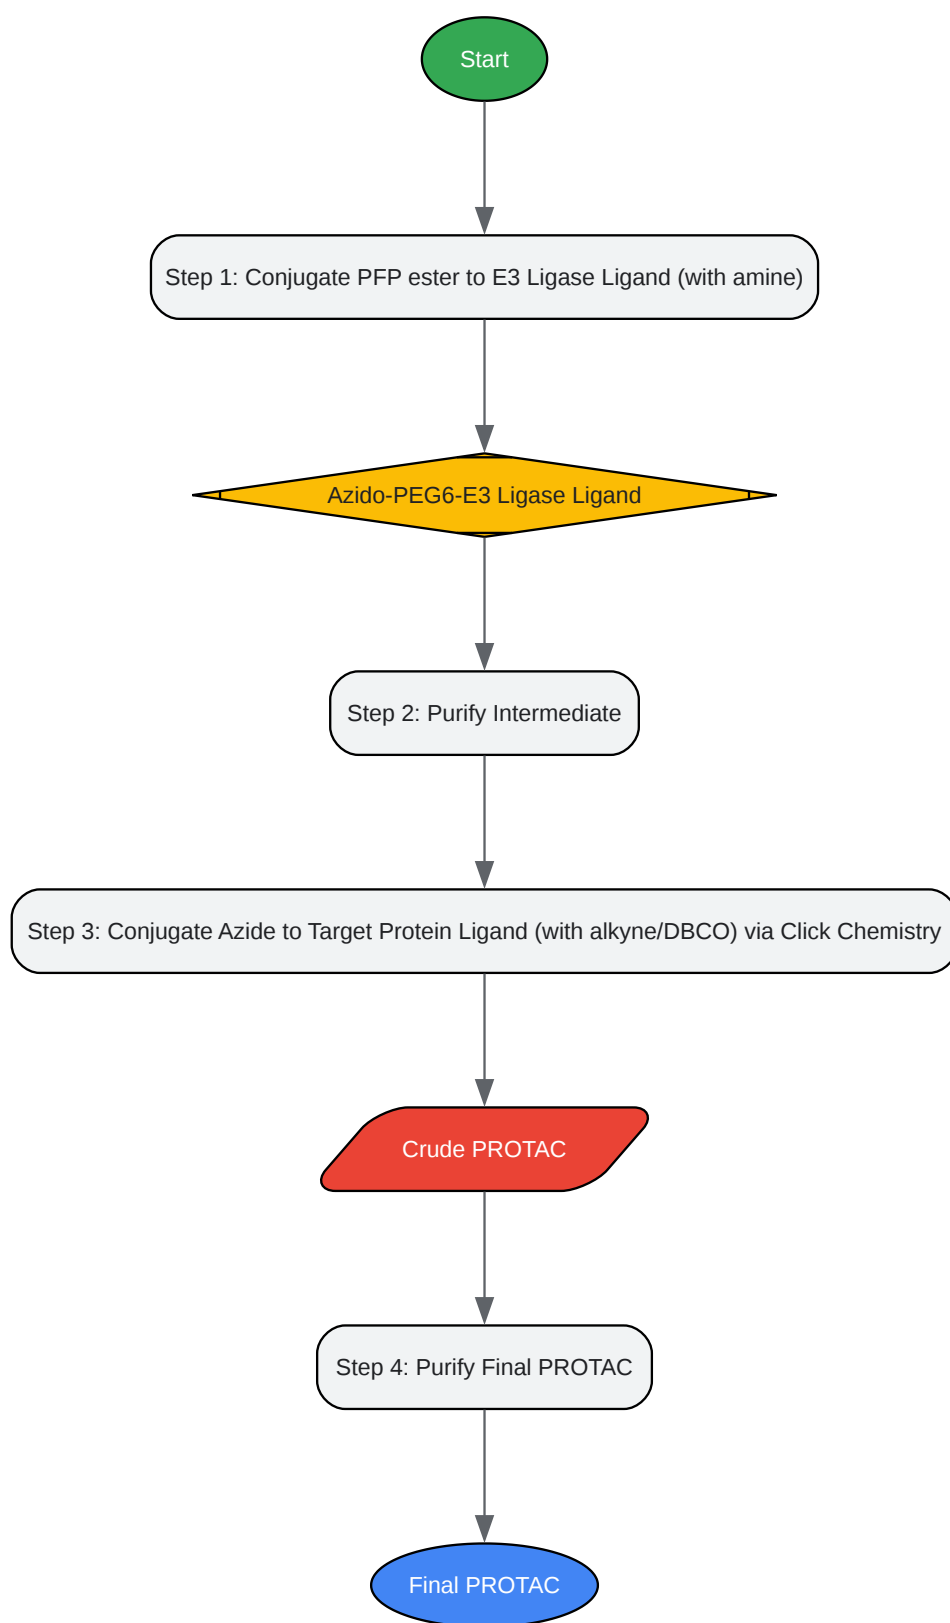 Start
Step 1: Conjugate PFP ester to E3 Ligase Ligand (with amine)
Azido-PEG6-E3 Ligase Ligand
Step 2: Purify Intermediate
Step 3: Conjugate Azide to Target Protein Ligand (with alkyne/DBCO) via Click Chemistry
Crude PROTAC
Step 4: Purify Final PROTAC
Final PROTAC